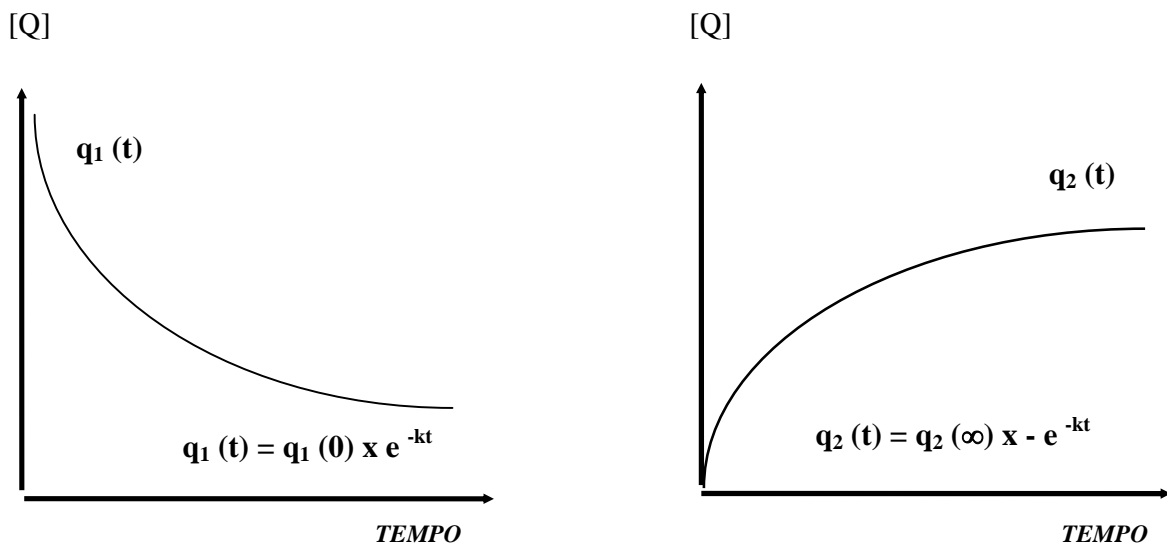 [Q]
q₁ (t)
q₁ (t) = q₁ (0) x e ⁻ᵏᵗ
TEMPO
[Q]
q₂ (t)
q₂ (t) = q₂ (∞) x - e ⁻ᵏᵗ
TEMPO